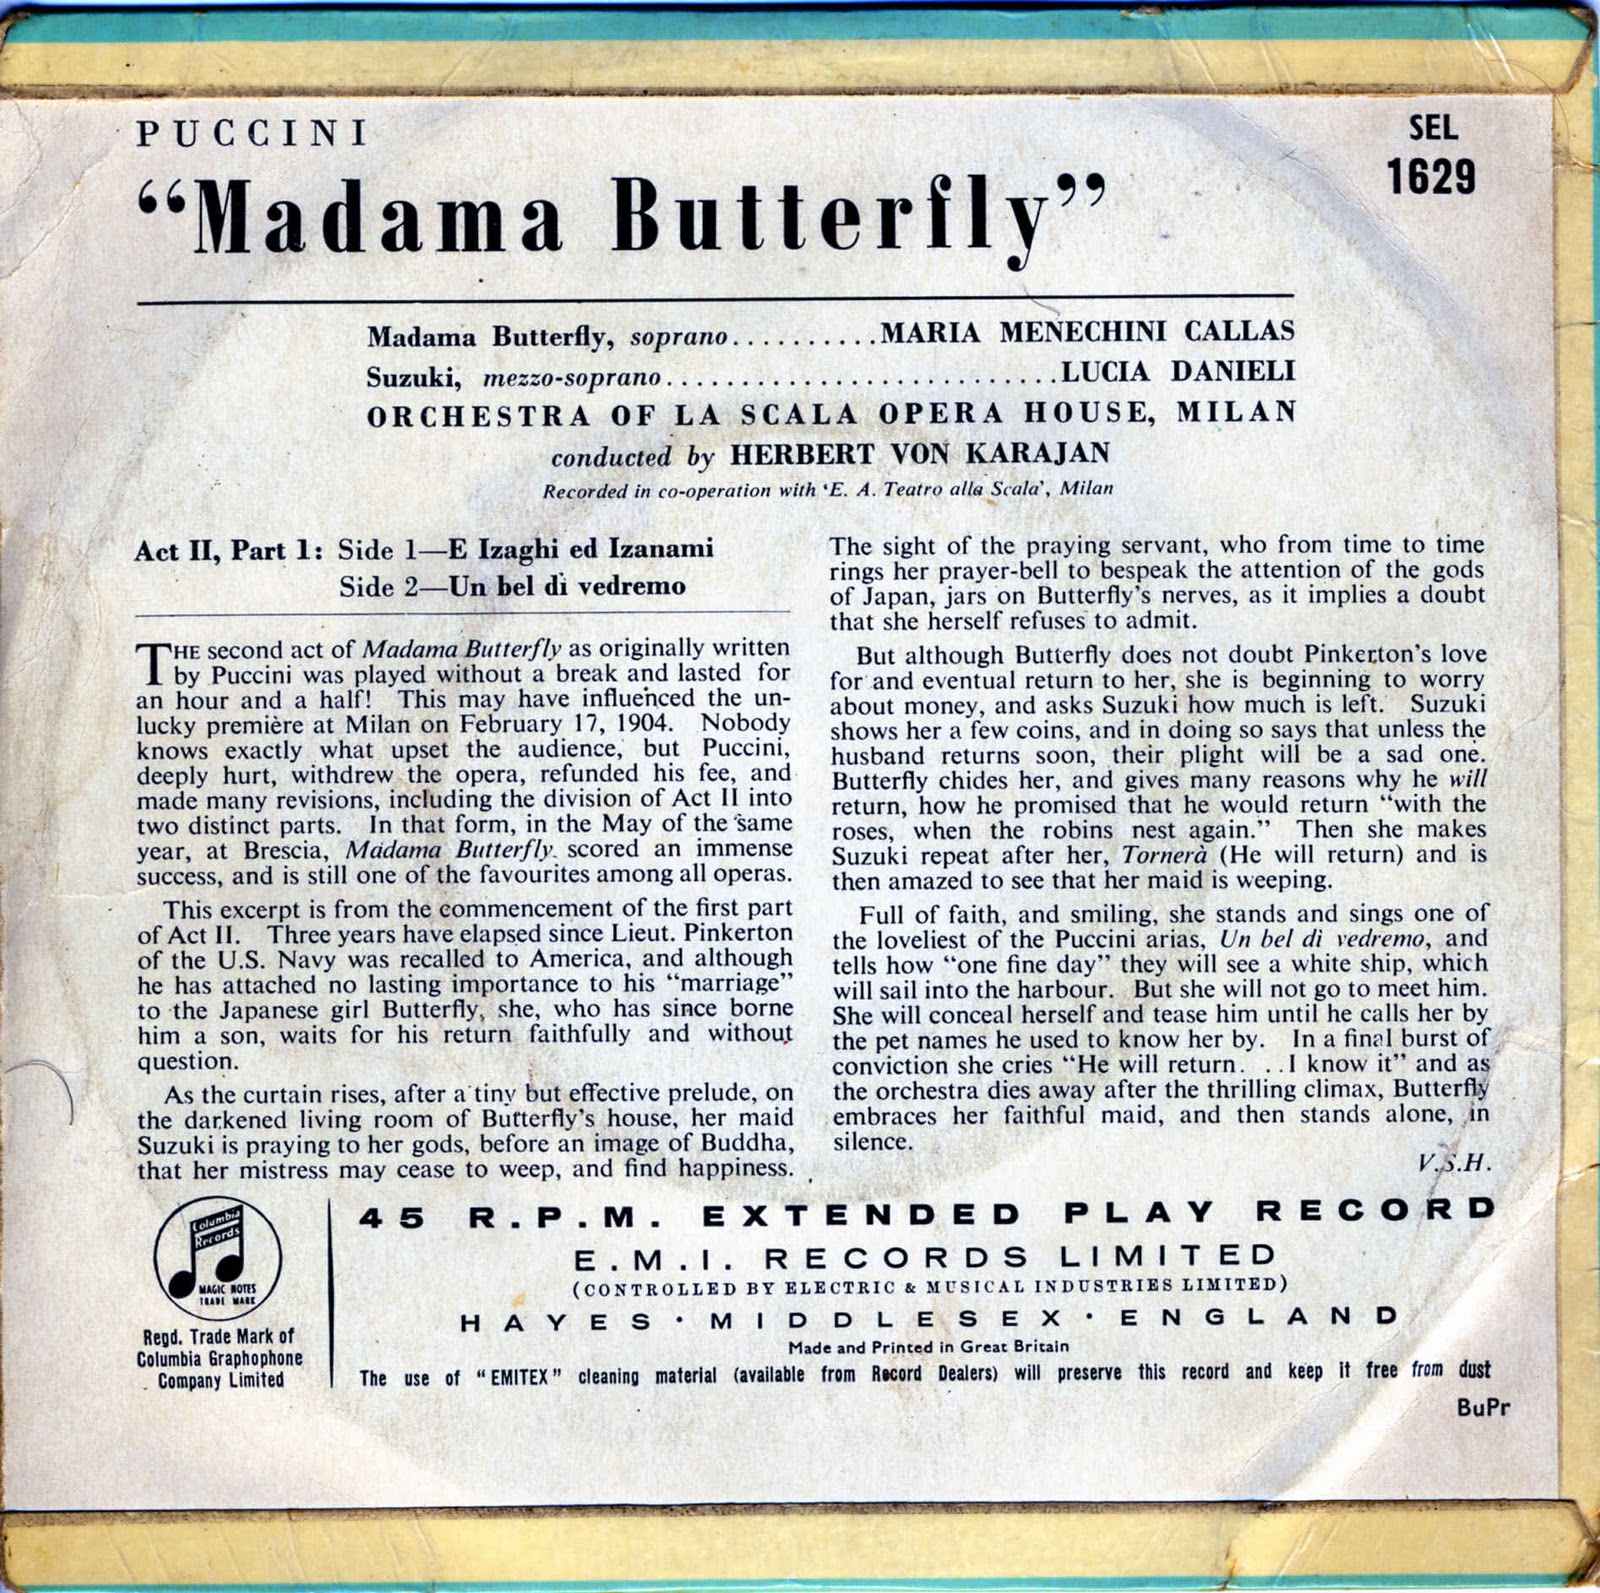 PUCCINI
SEL
1629
“Madama Butterfly”
Madama Butterfly, soprano..........MARIA MENECHINI CALLAS
Suzuki, mezzo-soprano..........................LUCIA DANIELI
ORCHESTRA OF LA SCALA OPERA HOUSE, MILAN
conducted by HERBERT VON KARAJAN
Recorded in co-operation with ‘E. A. Teatro alla Scala’, Milan
Act II, Part 1: Side 1—E Izaghi ed Izanami
Side 2—Un bel dì vedremo
THE second act of Madama Butterfly as originally written
by Puccini was played without a break and lasted for
an hour and a half! This may have influenced the un-
lucky première at Milan on February 17, 1904. Nobody
knows exactly what upset the audience, but Puccini,
deeply hurt, withdrew the opera, refunded his fee, and
made many revisions, including the division of Act II into
two distinct parts. In that form, in the May of the same
year, at Brescia, Madama Butterfly scored an immense
success, and is still one of the favourites among all operas.
This excerpt is from the commencement of the first part
of Act II. Three years have elapsed since Lieut. Pinkerton
of the U.S. Navy was recalled to America, and although
he has attached no lasting importance to his “marriage”
to the Japanese girl Butterfly, she, who has since borne
him a son, waits for his return faithfully and without
question.
As the curtain rises, after a tiny but effective prelude, on
the darkened living room of Butterfly’s house, her maid
Suzuki is praying to her gods, before an image of Buddha,
that her mistress may cease to weep, and find happiness.
The sight of the praying servant, who from time to time
rings her prayer-bell to bespeak the attention of the gods
of Japan, jars on Butterfly’s nerves, as it implies a doubt
that she herself refuses to admit.
But although Butterfly does not doubt Pinkerton’s love
for and eventual return to her, she is beginning to worry
about money, and asks Suzuki how much is left. Suzuki
shows her a few coins, and in doing so says that unless the
husband returns soon, their plight will be a sad one.
Butterfly chides her, and gives many reasons why he will
return, how he promised that he would return “with the
roses, when the robins nest again.” Then she makes
Suzuki repeat after her, Tornerà (He will return) and is
then amazed to see that her maid is weeping.
Full of faith, and smiling, she stands and sings one of
the loveliest of the Puccini arias, Un bel dì vedremo, and
tells how “one fine day” they will see a white ship, which
will sail into the harbour. But she will not go to meet him.
She will conceal herself and tease him until he calls her by
the pet names he used to know her by. In a final burst of
conviction she cries “He will return. . .I know it” and as
the orchestra dies away after the thrilling climax, Butterfly
embraces her faithful maid, and then stands alone, in
silence.
V.S.H.
Columbia
Records
MAGIC NOTES
TRADE MARK
Regd. Trade Mark of
Columbia Graphophone
Company Limited
45 R.P.M. EXTENDED PLAY RECORD
E.M.I. RECORDS LIMITED
(CONTROLLED BY ELECTRIC & MUSICAL INDUSTRIES LIMITED)
HAYES · MIDDLESEX · ENGLAND
Made and Printed in Great Britain
The use of “EMITEX” cleaning material (available from Record Dealers) will preserve this record and keep it free from dust
BuPr